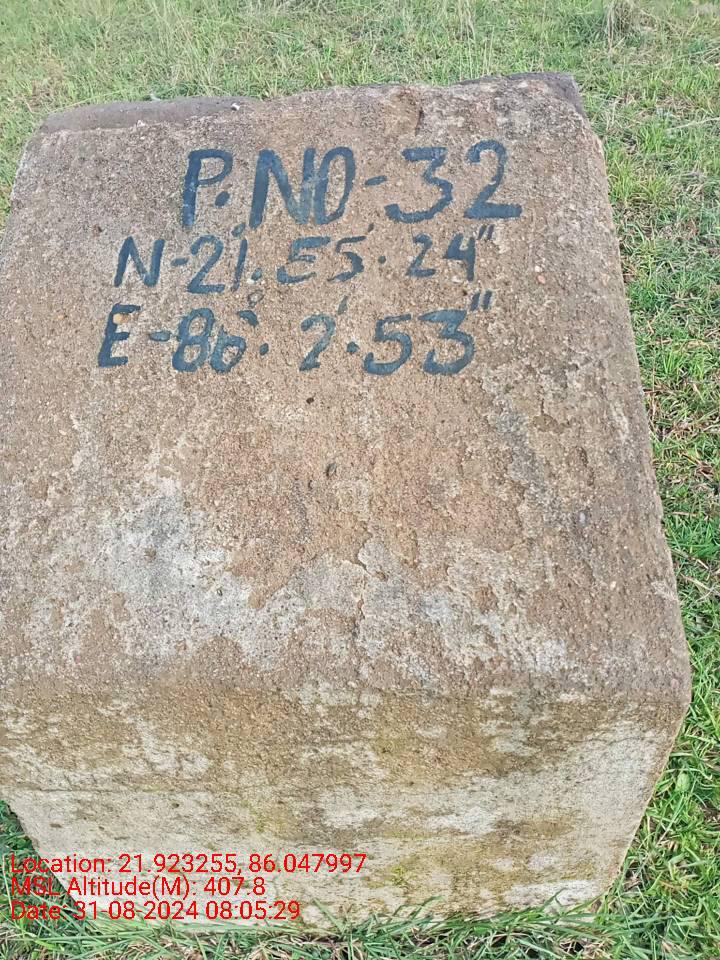 P.NO-32
N-21°.55'.24"
E-86°.2'.53"
Location: 21.923255, 86.047997
MSL Altitude(M): 407.8
Date: 31-08-2024 08:05:29